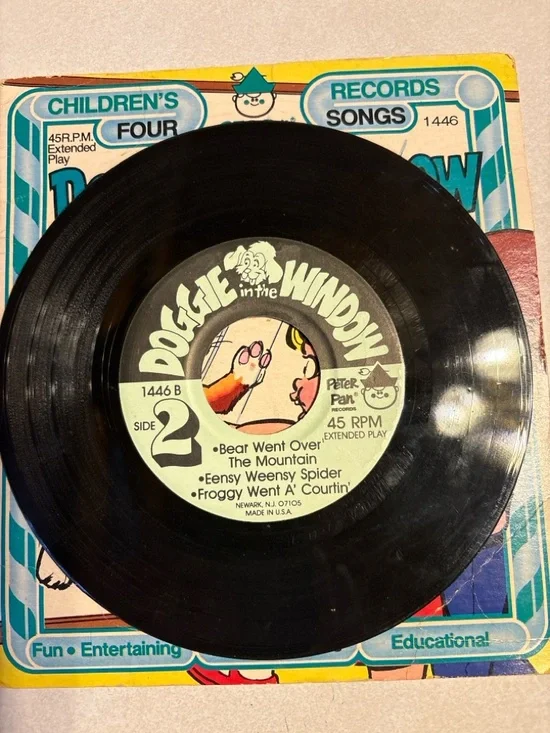 CHILDREN'S
RECORDS
FOUR
SONGS
1446
45R.P.M.
Extended
Play
OW
DOGGIE in the WINDOW
1446 B
SIDE 2
PETER
PAN®
RECORDS
45 RPM
EXTENDED PLAY
•Bear Went Over
The Mountain
•Eensy Weensy Spider
•Froggy Went A' Courtin'
NEWARK, N.J. 07105
MADE IN U.S.A.
Fun • Entertaining
Educational